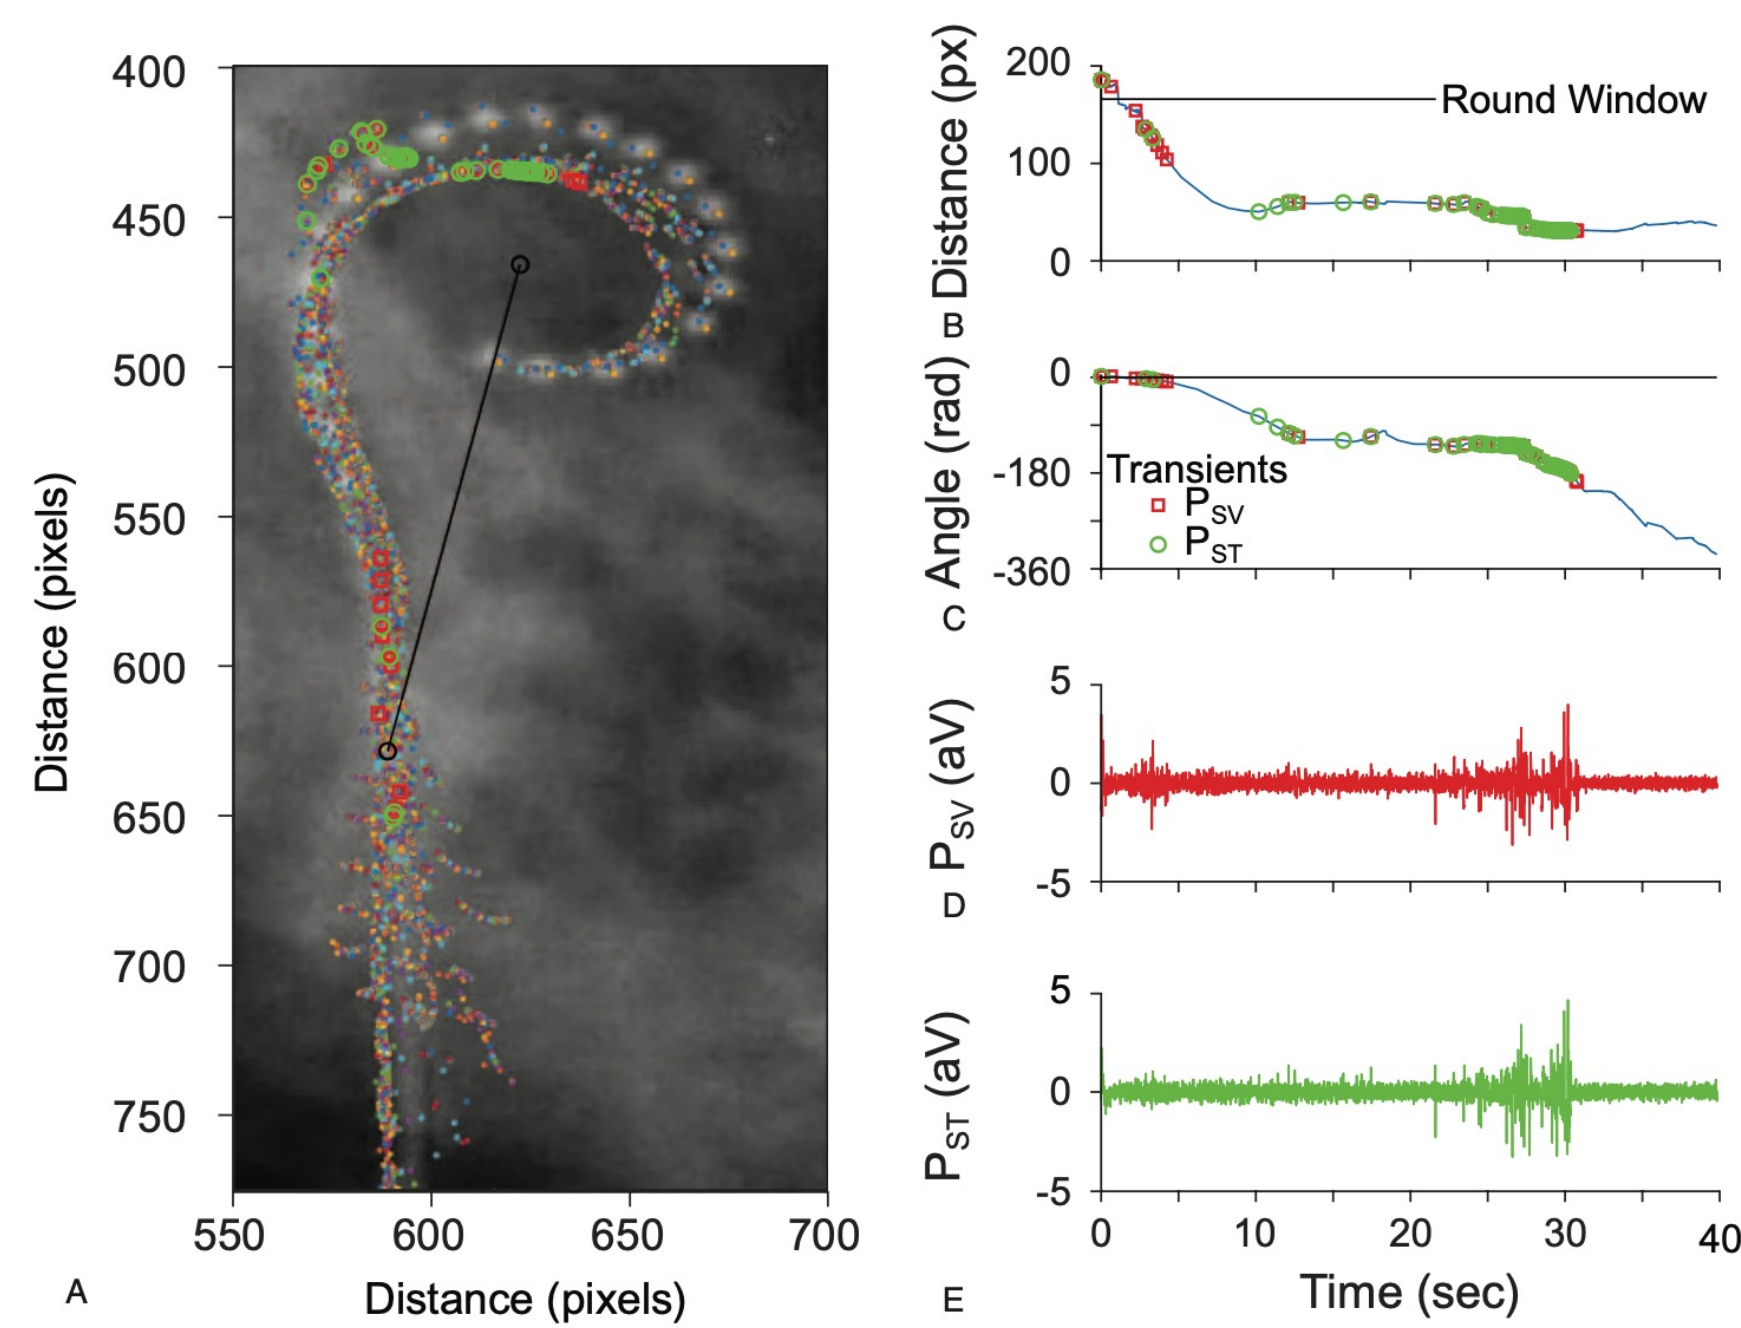 400
450
500
550
600
650
700
750
Distance (pixels)
550 600 650 700
Distance (pixels)
A
200
100
0
Distance (px)
Round Window
B
0
-180
-360
Angle (rad)
Transients
PSV
PST
C
5
0
-5
PSV (aV)
D
5
0
-5
PST (aV)
0 10 20 30 40
Time (sec)
E